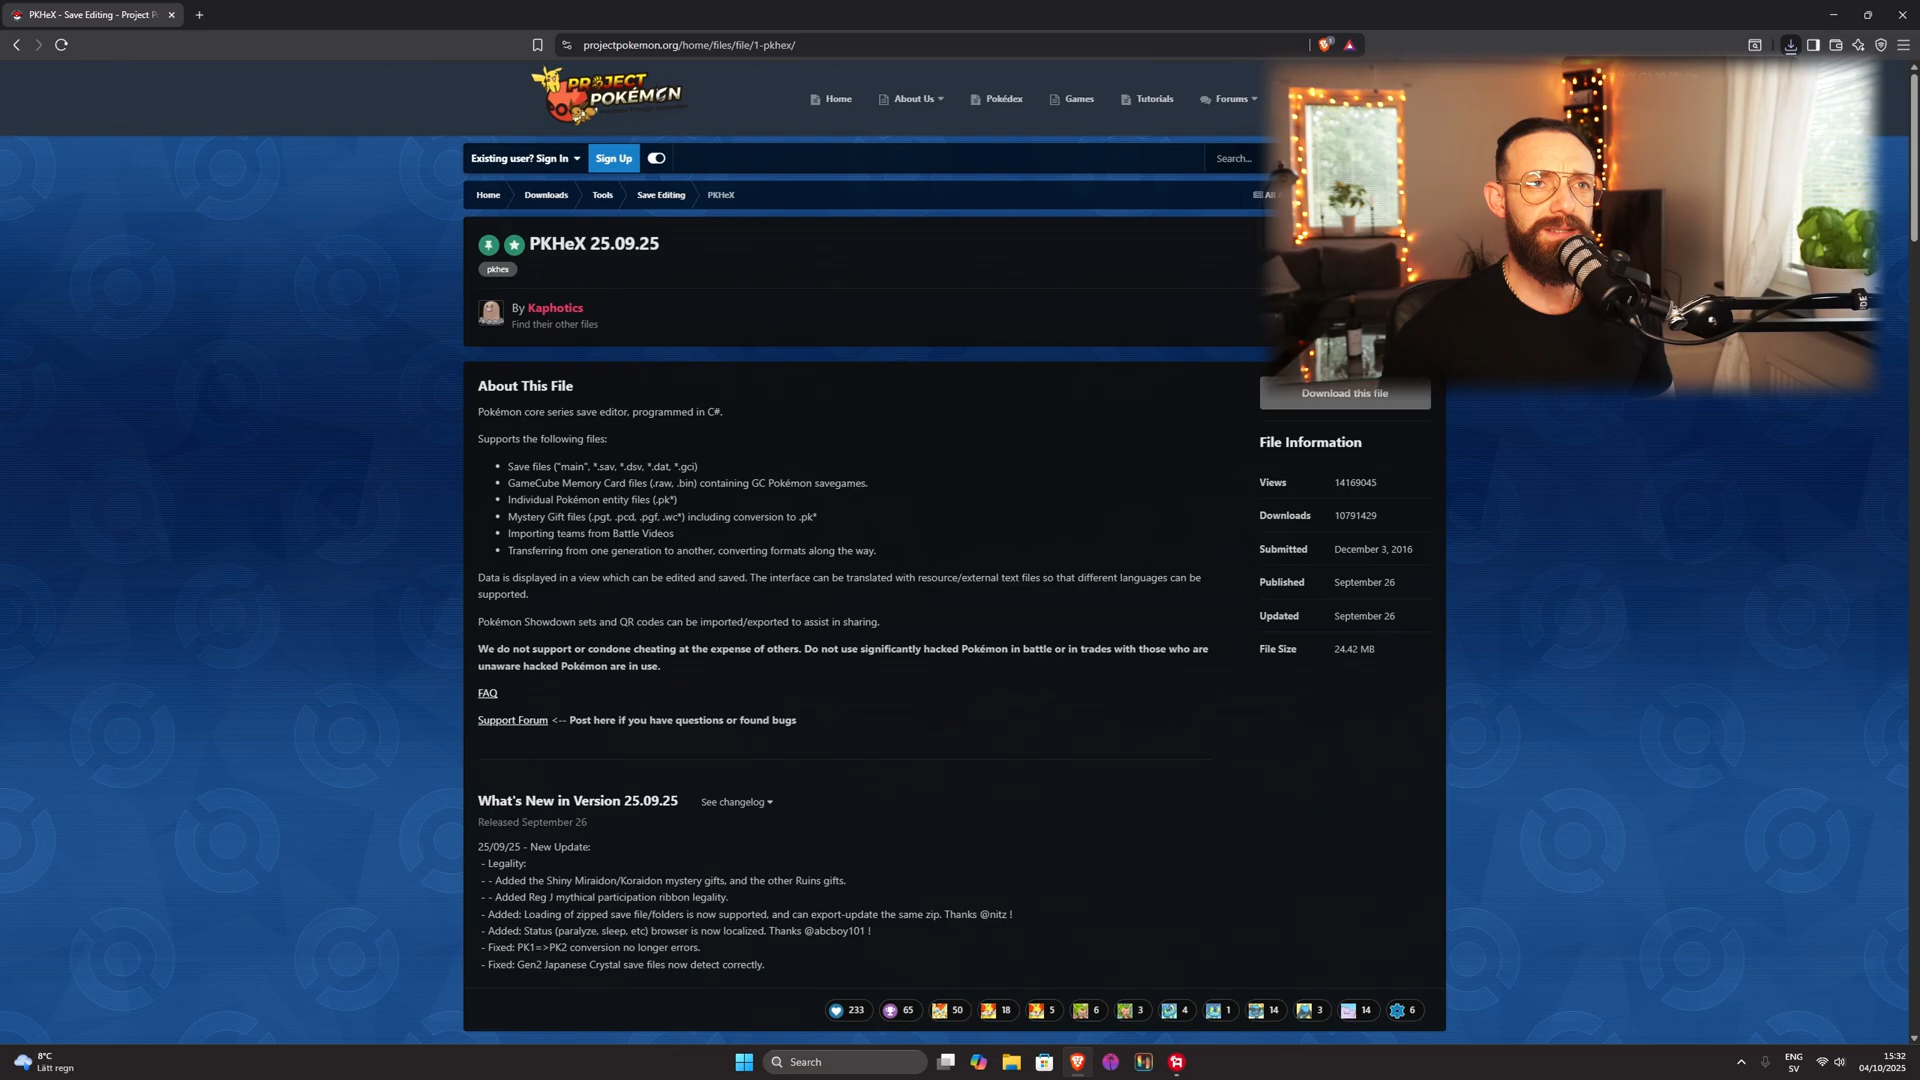 PKHeX - Save Editing - Project P
projectpokemon.org/home/files/file/1-pkhex/
1
PROJECT
POKÉMON
Home
About Us
Pokédex
Games
Tutorials
Forums
Existing user? Sign In
Sign Up
Search...
Home
Downloads
Tools
Save Editing
PKHeX
All
PKHeX 25.09.25
pkhex
By Kaphotics
Find their other files
About This File
Pokémon core series save editor, programmed in C#.
Supports the following files:
• Save files ("main", *.sav, *.dsv, *.dat, *.gci)
• GameCube Memory Card files (.raw, .bin) containing GC Pokémon savegames.
• Individual Pokémon entity files (.pk*)
• Mystery Gift files (.pgt, .pcd, .pgf, .wc*) including conversion to .pk*
• Importing teams from Battle Videos
• Transferring from one generation to another, converting formats along the way.
Data is displayed in a view which can be edited and saved. The interface can be translated with resource/external text files so that different languages can be
supported.
Pokémon Showdown sets and QR codes can be imported/exported to assist in sharing.
We do not support or condone cheating at the expense of others. Do not use significantly hacked Pokémon in battle or in trades with those who are
unaware hacked Pokémon are in use.
FAQ
Support Forum <-- Post here if you have questions or found bugs
Download this file
File Information
Views 14169045
Downloads 10791429
Submitted December 3, 2016
Published September 26
Updated September 26
File Size 24.42 MB
What's New in Version 25.09.25 See changelog
Released September 26
25/09/25 - New Update:
- Legality:
- - Added the Shiny Miraidon/Koraidon mystery gifts, and the other Ruins gifts.
- - Added Reg J mythical participation ribbon legality.
- Added: Loading of zipped save file/folders is now supported, and can export-update the same zip. Thanks @nitz !
- Added: Status (paralyze, sleep, etc) browser is now localized. Thanks @abcboy101 !
- Fixed: PK1=>PK2 conversion no longer errors.
- Fixed: Gen2 Japanese Crystal save files now detect correctly.
233 65 50 18 5 6 3 4 1 14 3 14 6
8°C
Lätt regn
Search
ENG
SV
15:32
04/10/2025